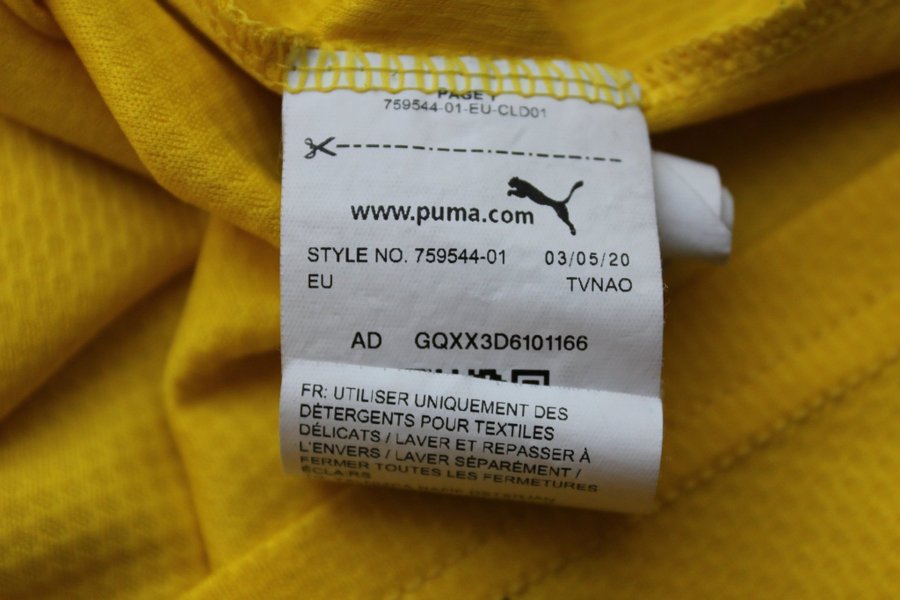 PAGE 1
759544-01-EU-CLD01
www.puma.com
STYLE NO. 759544-01 03/05/20
EU TVNAO
AD GQXX3D6101166
FR: UTILISER UNIQUEMENT DES
DÉTERGENTS POUR TEXTILES
DÉLICATS / LAVER ET REPASSER À
L'ENVERS / LAVER SÉPARÉMENT /
FERMER TOUTES LES FERMETURES
ÉCLAIRS